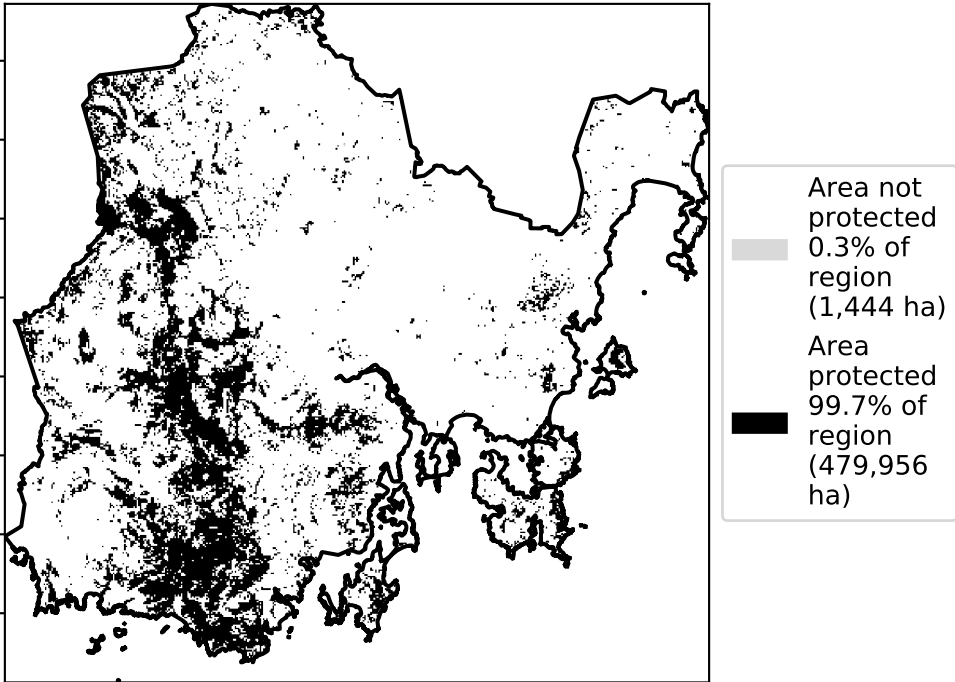 Area not
protected
0.3% of
region
(1,444 ha)
Area
protected
99.7% of
region
(479,956
ha)